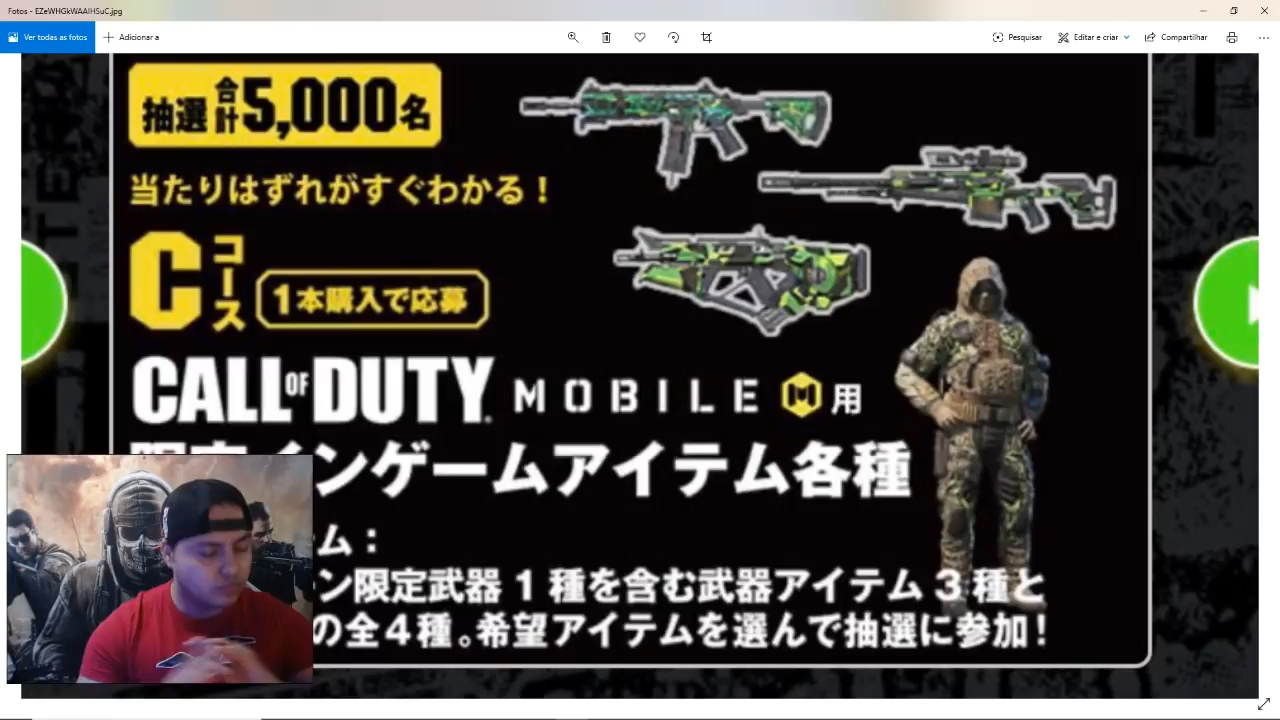 Fotos - EZeWHGkWAAIHSuC.jpg
Ver todas as fotos
Adicionar a
Pesquisar
Editar e criar
Compartilhar
抽選 合計 5,000名
当たりはずれがすぐわかる!
Cコース
1本購入で応募
CALL OF DUTY. MOBILE 用
限定インゲームアイテム各種
ム:
ン限定武器1種を含む武器アイテム3種と
の全4種。希望アイテムを選んで抽選に参加!